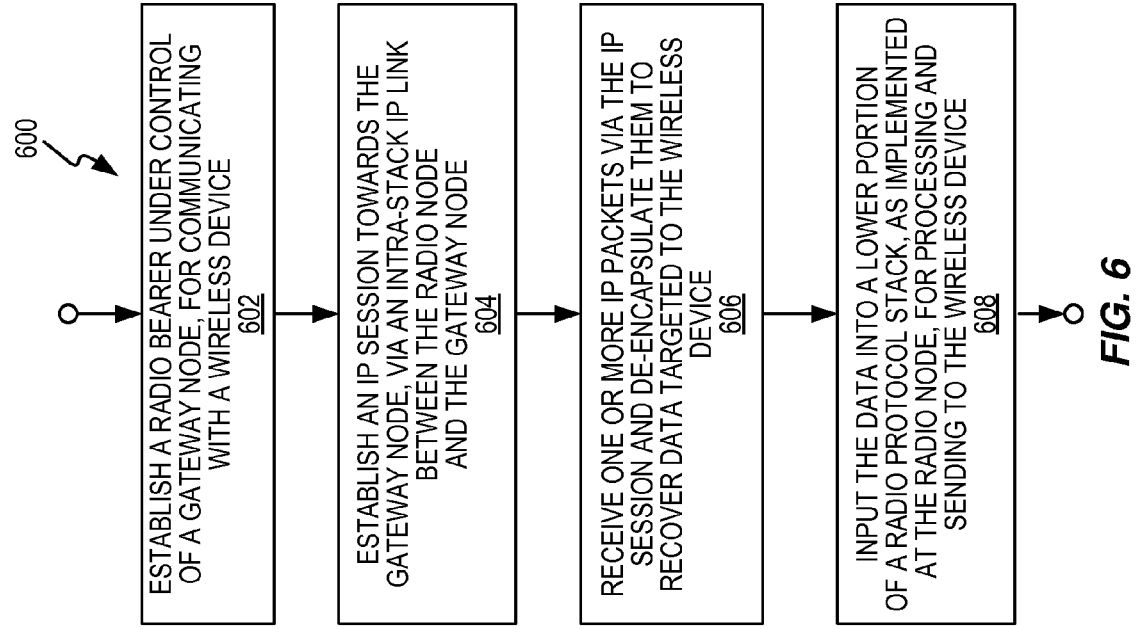 600
ESTABLISH A RADIO BEARER UNDER CONTROL
OF A GATEWAY NODE, FOR COMMUNICATING
WITH A WIRELESS DEVICE
602
ESTABLISH AN IP SESSION TOWARDS THE
GATEWAY NODE, VIA AN INTRA-STACK IP LINK
BETWEEN THE RADIO NODE
AND THE GATEWAY NODE
604
RECEIVE ONE OR MORE IP PACKETS VIA THE IP
SESSION AND DE-ENCAPSULATE THEM TO
RECOVER DATA TARGETED TO THE WIRELESS
DEVICE
606
INPUT THE DATA INTO A LOWER PORTION
OF A RADIO PROTOCOL STACK, AS IMPLEMENTED
AT THE RADIO NODE, FOR PROCESSING AND
SENDING TO THE WIRELESS DEVICE
608
FIG. 6